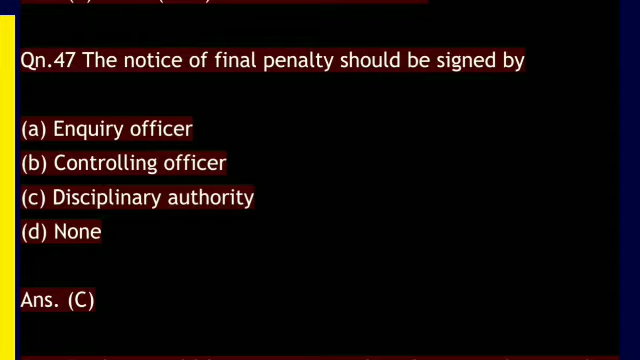 Qn.47 The notice of final penalty should be signed by
(a) Enquiry officer
(b) Controlling officer
(c) Disciplinary authority
(d) None
Ans. (C)